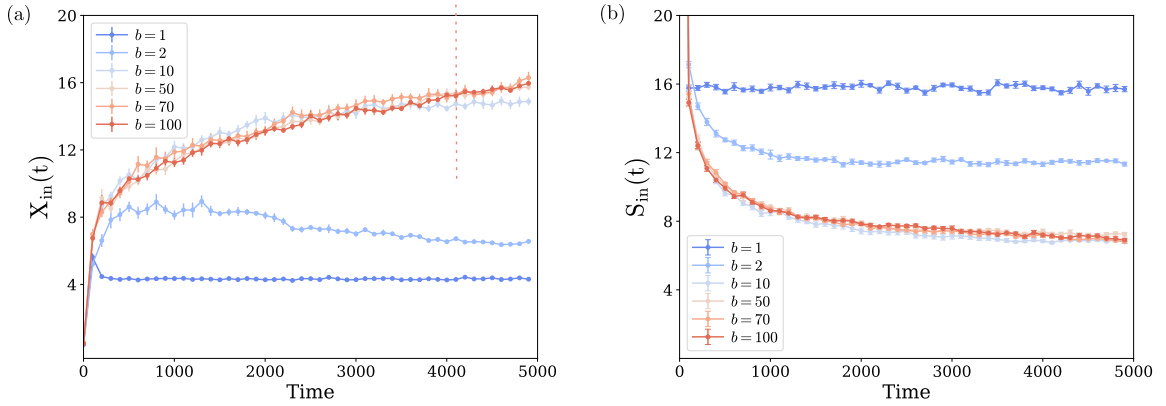 (a)
20
16
12
8
4
X_in(t)
b = 1
b = 2
b = 10
b = 50
b = 70
b = 100
0
1000
2000
3000
4000
5000
Time
(b)
20
16
12
8
4
S_in(t)
b = 1
b = 2
b = 10
b = 50
b = 70
b = 100
0
1000
2000
3000
4000
5000
Time